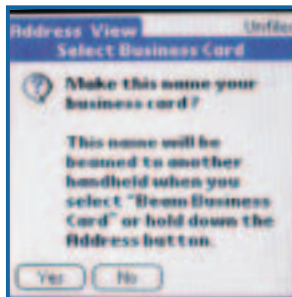 Address View Unfiled
Select Business Card
Make this name your
business card?
This name will be
beamed to another
handheld when you
select "Beam Business
Card" or hold down the
Address button.
Yes No